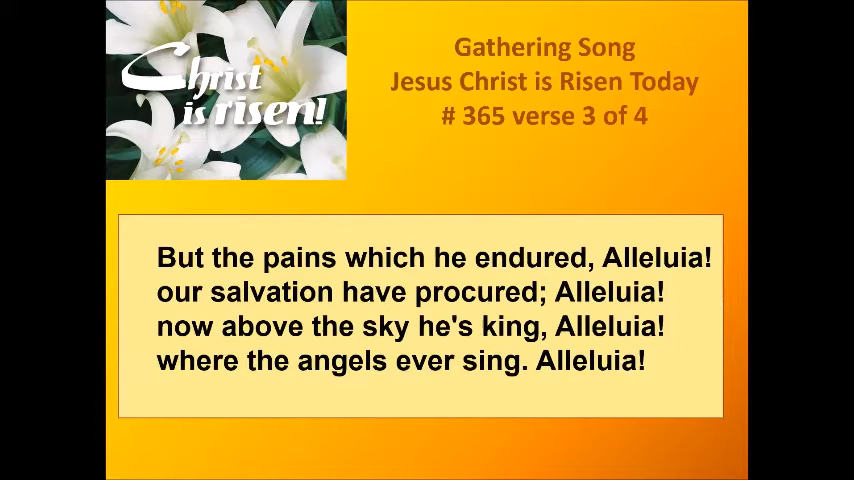 Christ
is risen!
Gathering Song
Jesus Christ is Risen Today
# 365 verse 3 of 4
But the pains which he endured, Alleluia!
our salvation have procured; Alleluia!
now above the sky he's king, Alleluia!
where the angels ever sing. Alleluia!